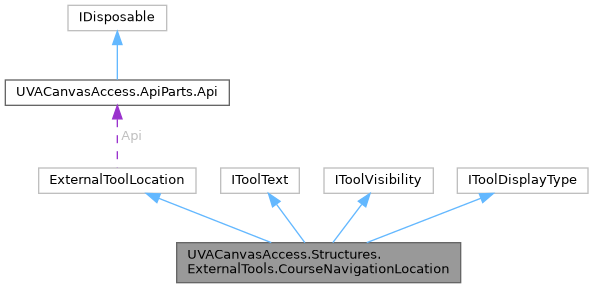 IDisposable
UVACanvasAccess.ApiParts.Api
Api
ExternalToolLocation
IToolText
IToolVisibility
IToolDisplayType
UVACanvasAccess.Structures.
ExternalTools.CourseNavigationLocation